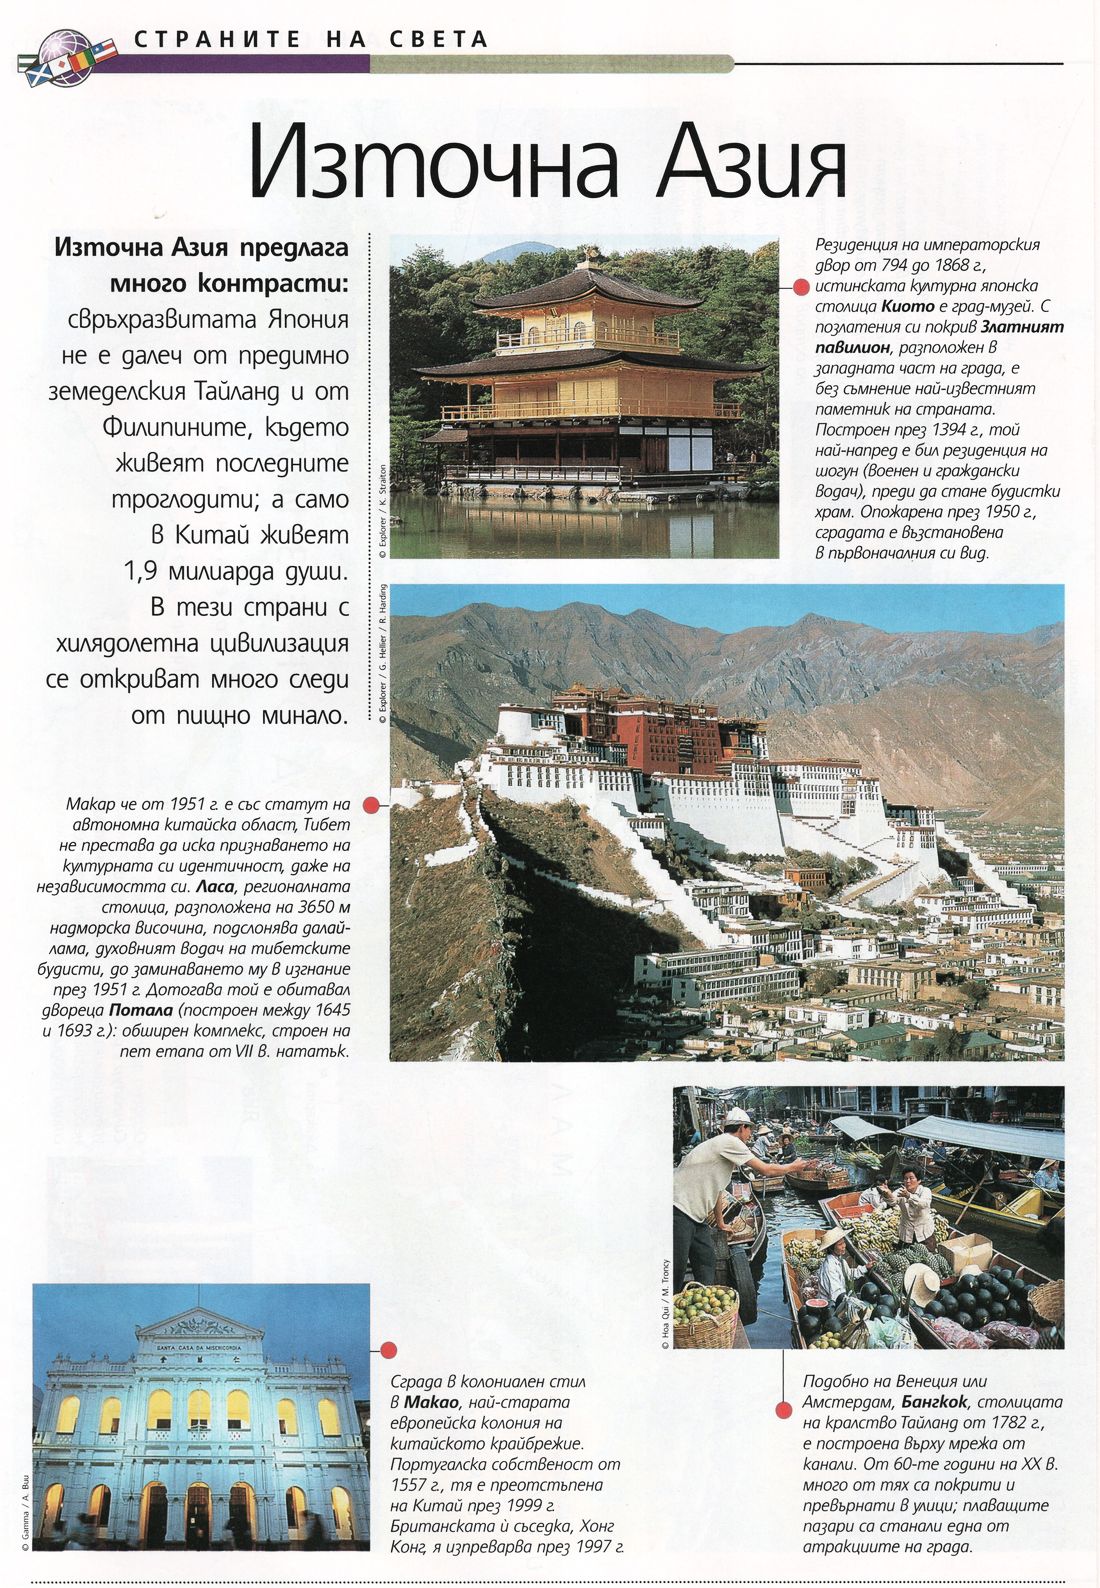 СТРАНИТЕ НА СВЕТА
Източна Азия
Източна Азия предлага
много контрасти:
свръхразвитата Япония
не е далеч от предимно
земеделския Тайланд и от
Филипините, където
живеят последните
троглодити; а само
в Китай живеят
1,9 милиарда души.
В тези страни с
хилядолетна цивилизация
се откриват много следи
от пищно минало.
© Explorer / K. Straiton
Резиденция на императорския
двор от 794 до 1868 г.,
истинската културна японска
столица Киото е град-музей. С
позлатения си покрив Златният
павилион, разположен в
западната част на града, е
без съмнение най-известният
паметник на страната.
Построен през 1394 г., той
най-напред е бил резиденция на
шогун (военен и граждански
водач), преди да стане будистки
храм. Опожарена през 1950 г.,
сградата е възстановена
в първоначалния си вид.
© Explorer / G. Hellier / R. Harding
Макар че от 1951 г. е със статут на
автономна китайска област, Тибет
не престава да иска признаването на
културната си идентичност, даже на
независимостта си. Ласа, регионалната
столица, разположена на 3650 м
надморска височина, подслонява далай-
лама, духовният водач на тибетските
будисти, до заминаването му в изгнание
през 1951 г. Дотогава той е обитавал
двореца Потала (построен между 1645
и 1693 г.): обширен комплекс, строен на
пет етапа от VII в. нататък.
© Hoa Qui / M. Troncy
SANTA CASA DA MISERICORDIA
© Gamma / A. Buu
Сграда в колониален стил
в Макао, най-старата
европейска колония на
китайското крайбрежие.
Португалска собственост от
1557 г., тя е преотстъпена
на Китай през 1999 г.
Британската ѝ съседка, Хонг
Конг, я изпреварва през 1997 г.
Подобно на Венеция или
Амстердам, Бангкок, столицата
на кралство Тайланд от 1782 г.,
е построена върху мрежа от
канали. От 60-те години на XX в.
много от тях са покрити и
превърнати в улици; плаващите
пазари са станали една от
атракциите на града.